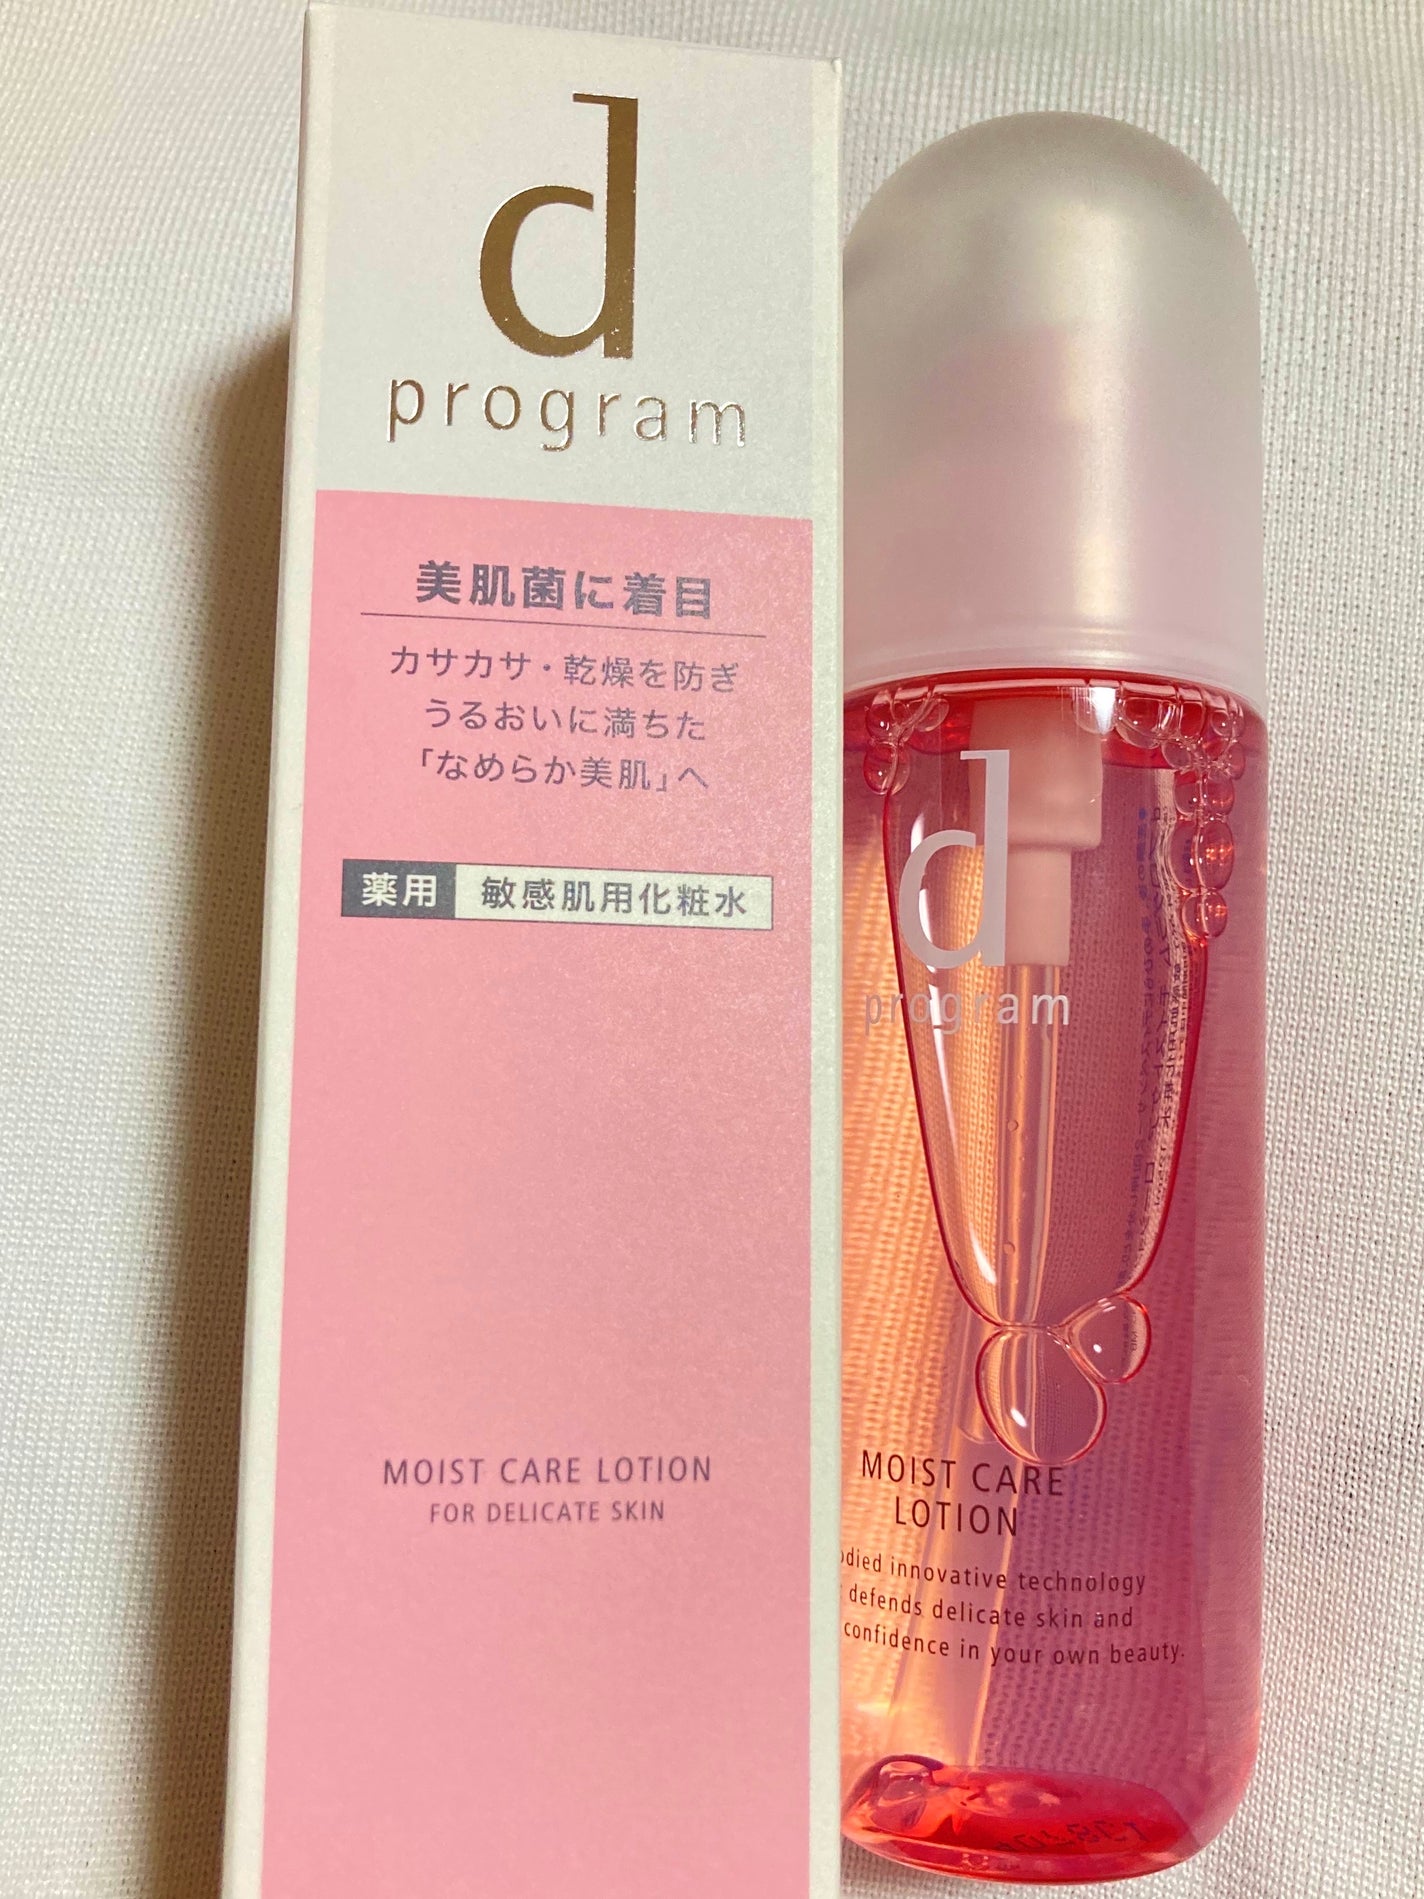 d
program
美肌菌に着目
カサカサ・乾燥を防ぎ
うるおいに満ちた
「なめらか美肌」へ
薬用 敏感肌用化粧水
MOIST CARE LOTION
FOR DELICATE SKIN
d
program
MOIST CARE
LOTION
innovative technology
defends delicate skin and
confidence in your own beauty.